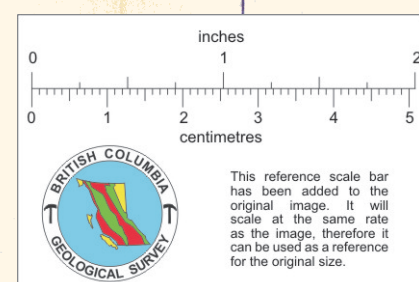 inches
0 1 2
0 1 2 3 4 5
centimetres
BRITISH COLUMBIA
GEOLOGICAL SURVEY
This reference scale bar
has been added to the
original image. It will
scale at the same rate
as the image, therefore it
can be used as a reference
for the original size.